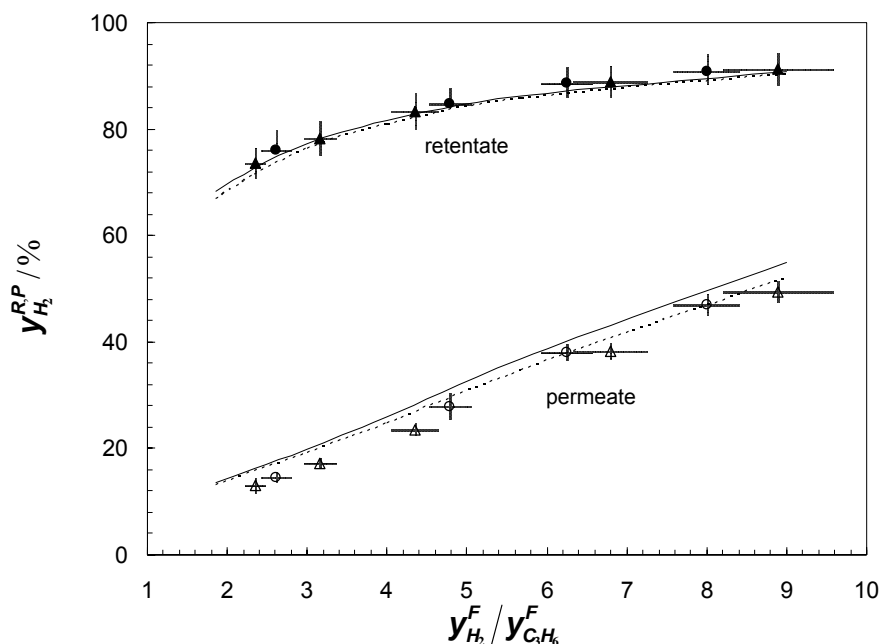 100
80
60
40
20
0
y_{H_2}^{R,P} / %
retentate
permeate
1 2 3 4 5 6 7 8 9 10
y_{H_2}^{F} / y_{C_3H_6}^{F}